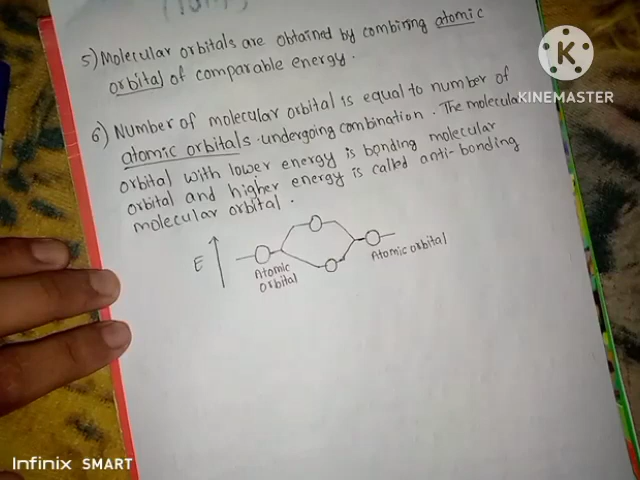 5) Molecular orbitals are obtained by combining atomic
orbital of comparable energy.
6) Number of molecular orbital is equal to number of
atomic orbitals undergoing combination. The molecular
orbital with lower energy is bonding molecular
orbital and higher energy is called anti-bonding
molecular orbital.
E
Atomic
orbital
Atomic orbital
K
KINEMASTER
Infinix SMART